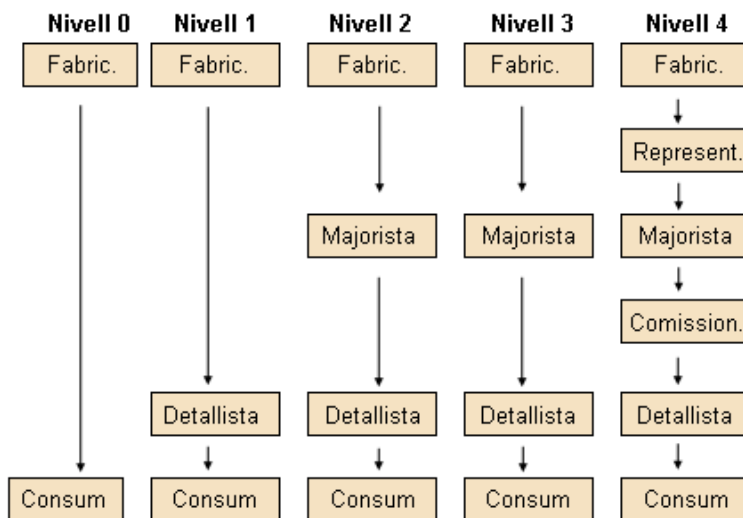 Nivell 0 Nivell 1 Nivell 2 Nivell 3 Nivell 4
Fabric. Fabric. Fabric. Fabric. Fabric.
Represent.
Majorista Majorista Majorista
Comission.
Detallista Detallista Detallista Detallista
Consum Consum Consum Consum Consum